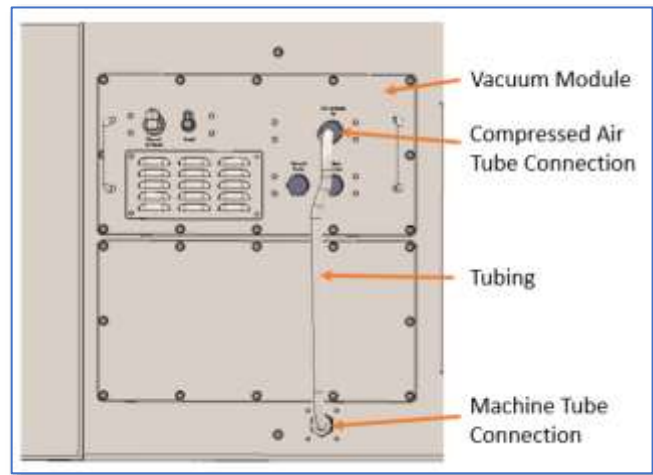 Vacuum Module
Compressed Air
Tube Connection
Tubing
Machine Tube
Connection